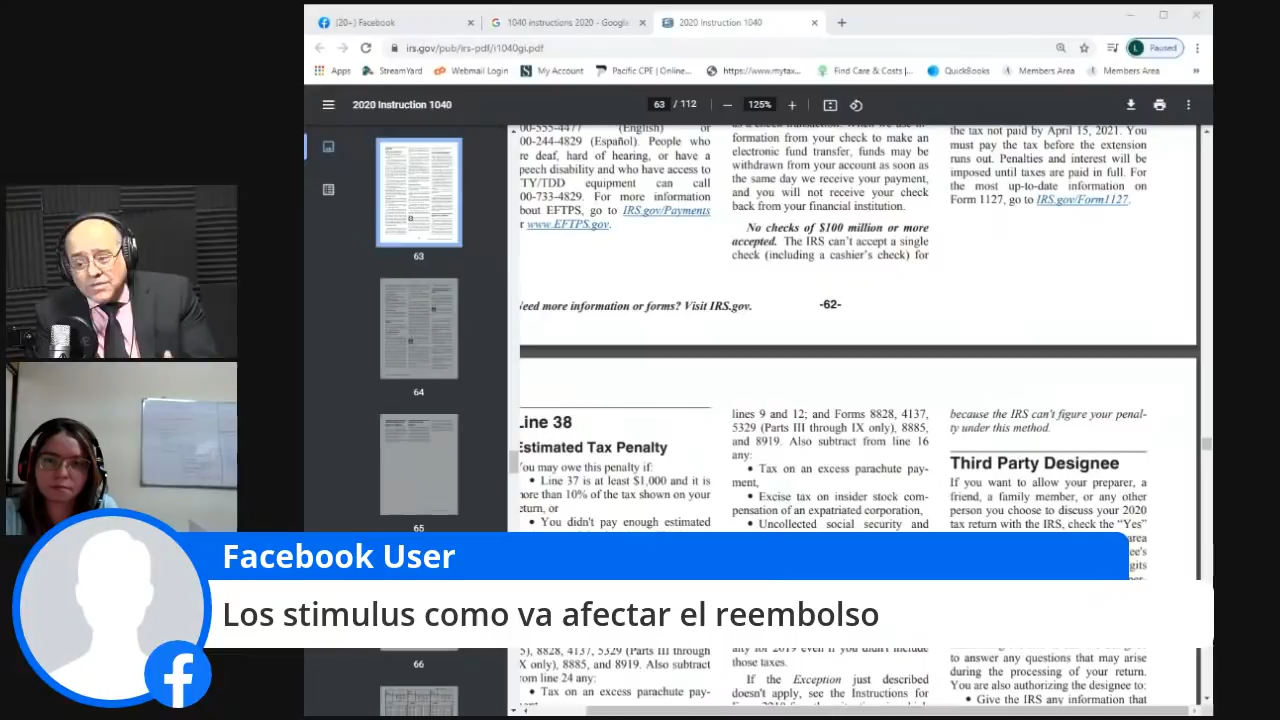 (20+) Facebook
1040 instructions 2020 - Google
2020 Instruction 1040
irs.gov/pub/irs-pdf/i1040gi.pdf
Paused
Apps
StreamYard
Webmail Login
My Account
Pacific CPE | Online...
https://www.mytax...
Find Care & Costs |...
QuickBooks
Members Area
Members Area
2020 Instruction 1040
63 / 112
125%
63
64
65
66
00-555-4477 (English) or
00-244-4829 (Español). People who
re deaf, hard of hearing, or have a
peech disability and who have access to
TY/TDD equipment can call
00-733-4829. For more information
bout EFTPS, go to IRS.gov/Payments
r www.EFTPS.gov.
formation from your check to make an
electronic fund transfer, funds may be
withdrawn from your account as soon as
the same day we receive your payment,
and you will not receive your check
back from your financial institution.
No checks of $100 million or more
accepted. The IRS can't accept a single
check (including a cashier's check) for
the tax not paid by April 15, 2021. You
must pay the tax before the extension
runs out. Penalties and interest will be
imposed until taxes are paid in full. For
the most up-to-date information on
Form 1127, go to IRS.gov/Form1127.
eed more information or forms? Visit IRS.gov.
-62-
Line 38
Estimated Tax Penalty
You may owe this penalty if:
• Line 37 is at least $1,000 and it is
more than 10% of the tax shown on your
return, or
• You didn't pay enough estimated
5), 8828, 4137, 5329 (Parts III through
X only), 8885, and 8919. Also subtract
rom line 24 any:
• Tax on an excess parachute pay-
lines 9 and 12; and Forms 8828, 4137,
5329 (Parts III through IX only), 8885,
and 8919. Also subtract from line 16
any:
• Tax on an excess parachute pay-
ment,
• Excise tax on insider stock com-
pensation of an expatriated corporation,
• Uncollected social security and
any for 2019 even if you didn't include
those taxes.
If the Exception just described
doesn't apply, see the Instructions for
because the IRS can't figure your penal-
ty under this method.
Third Party Designee
If you want to allow your preparer, a
friend, a family member, or any other
person you choose to discuss your 2020
tax return with the IRS, check the "Yes"
area
ee's
gits
to answer any questions that may arise
during the processing of your return.
You are also authorizing the designee to:
• Give the IRS any information that
Facebook User
Los stimulus como va afectar el reembolso